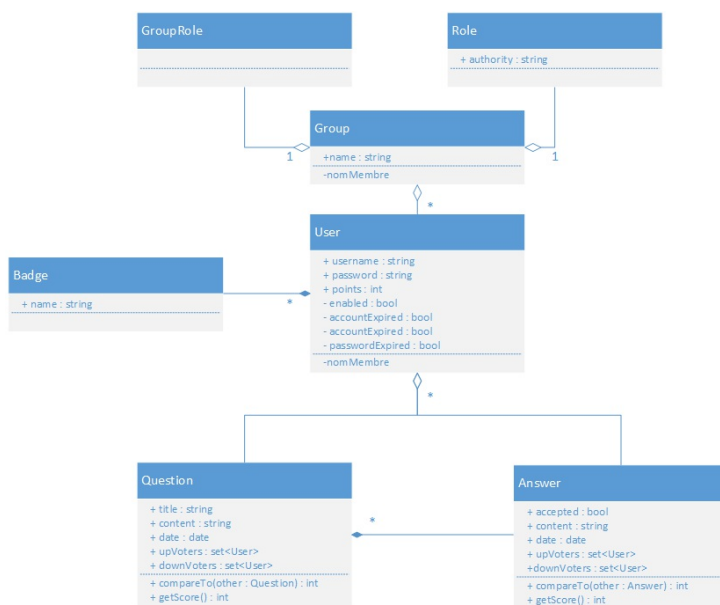 GroupRole
Role
+ authority : string
Group
+name : string
-nomMembre
1
1
*
User
+ username : string
+ password : string
+ points : int
- enabled : bool
- accountExpired : bool
- accountExpired : bool
- passwordExpired : bool
-nomMembre
Badge
+ name : string
*
*
Question
+ title : string
+ content : string
+ date : date
+ upVoters : set<User>
+ downVoters : set<User>
+ compareTo(other : Question) : int
+ getScore() : int
*
Answer
+ accepted : bool
+ content : string
+ date : date
+ upVoters : set<User>
+downVoters : set<User>
+ compareTo(other : Answer) : int
+ getScore() : int